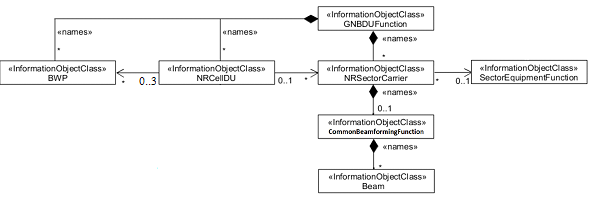 «InformationObjectClass»
GNBDUFunction
«names»
«names»
«names»
*
*
*
«InformationObjectClass»
BWP
«InformationObjectClass»
NRCellDU
«InformationObjectClass»
NRSectorCarrier
«InformationObjectClass»
SectorEquipmentFunction
*
0..3
0..1
*
*
0..1
«names»
0..1
«InformationObjectClass»
CommonBeamformingFunction
«names»
*
«InformationObjectClass»
Beam